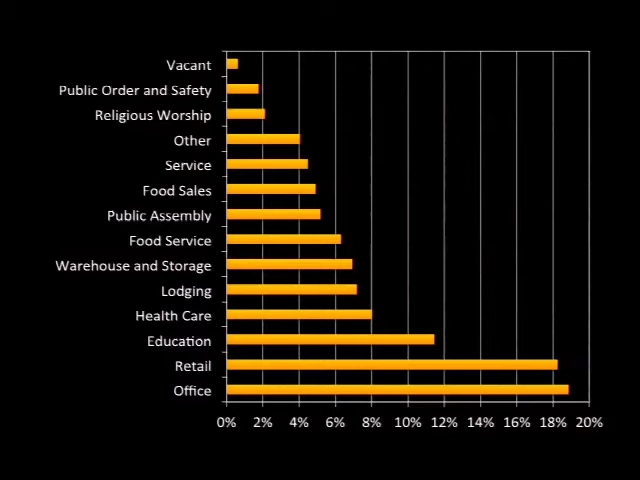 Vacant
Public Order and Safety
Religious Worship
Other
Service
Food Sales
Public Assembly
Food Service
Warehouse and Storage
Lodging
Health Care
Education
Retail
Office
0% 2% 4% 6% 8% 10% 12% 14% 16% 18% 20%